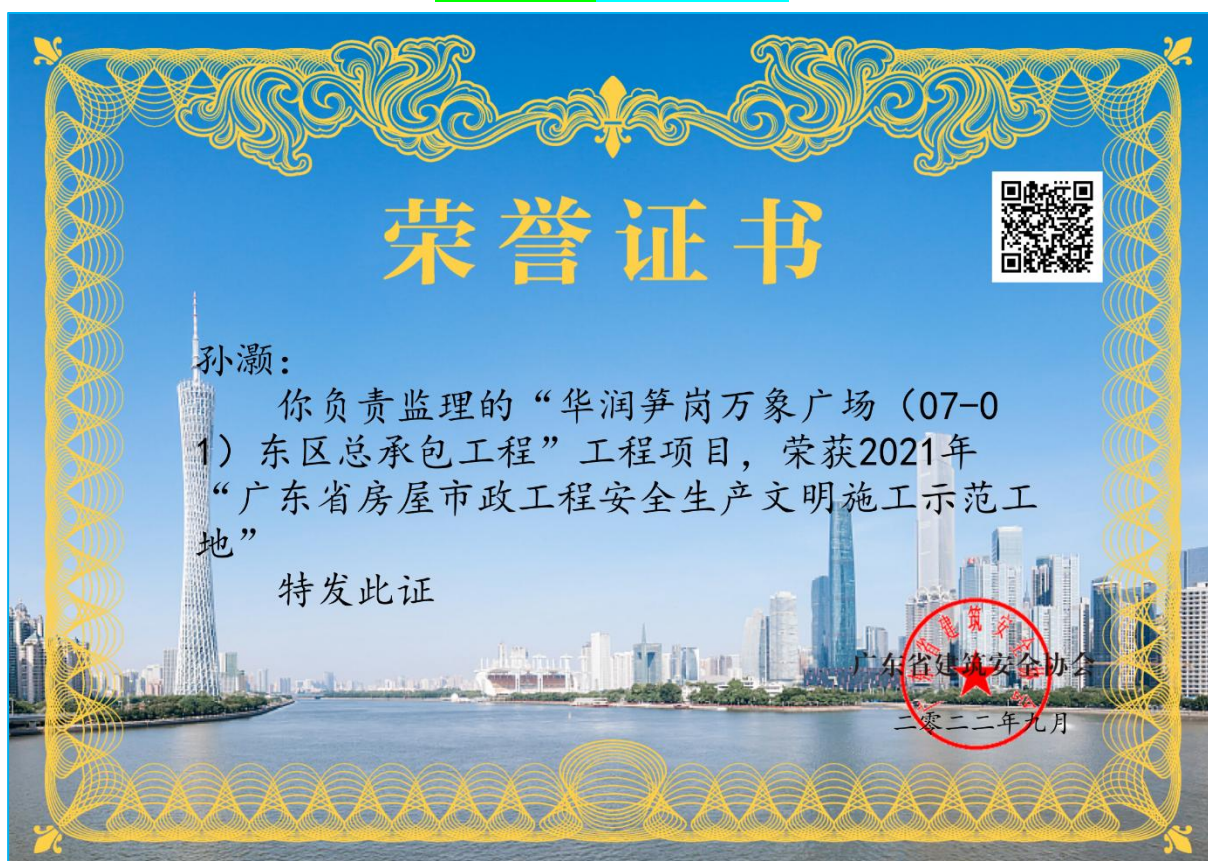 荣誉证书
孙灏：
你负责监理的“华润笋岗万象广场（07-0
1）东区总承包工程”工程项目，荣获2021年
“广东省房屋市政工程安全生产文明施工示范工
地”
特发此证
广东省建筑安全协会
二零二二年九月